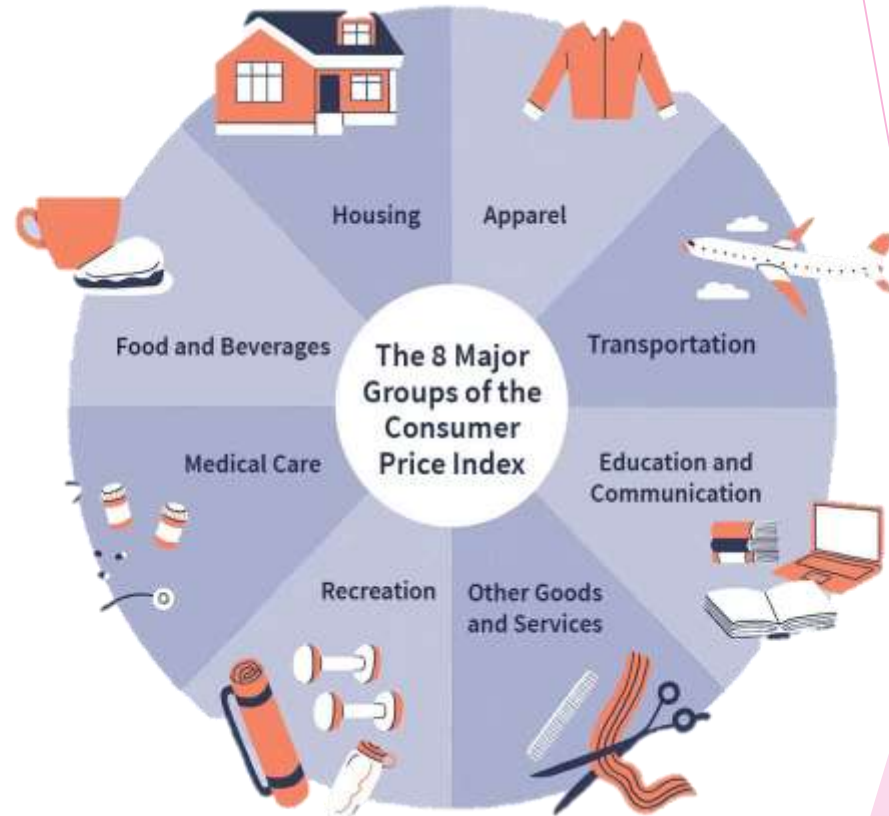 Housing
Apparel
Food and Beverages
The 8 Major
Groups of the
Consumer
Price Index
Transportation
Medical Care
Education and
Communication
Recreation
Other Goods
and Services